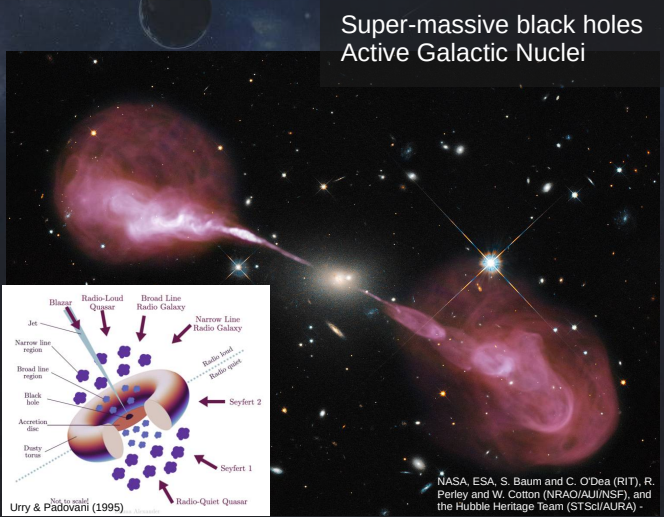 Super-massive black holes
Active Galactic Nuclei
Blazar
Radio-Loud
Quasar
Broad Line
Radio Galaxy
Narrow Line
Radio Galaxy
Jet
Narrow line
region
Broad line
region
Black
hole
Accretion
disc
Dusty
torus
Radio loud
Radio quiet
Seyfert 2
Seyfert 1
Radio-Quiet Quasar
Not to scale!
Urry & Padovani (1995)
NASA, ESA, S. Baum and C. O'Dea (RIT), R.
Perley and W. Cotton (NRAO/AUI/NSF), and
the Hubble Heritage Team (STScI/AURA) -